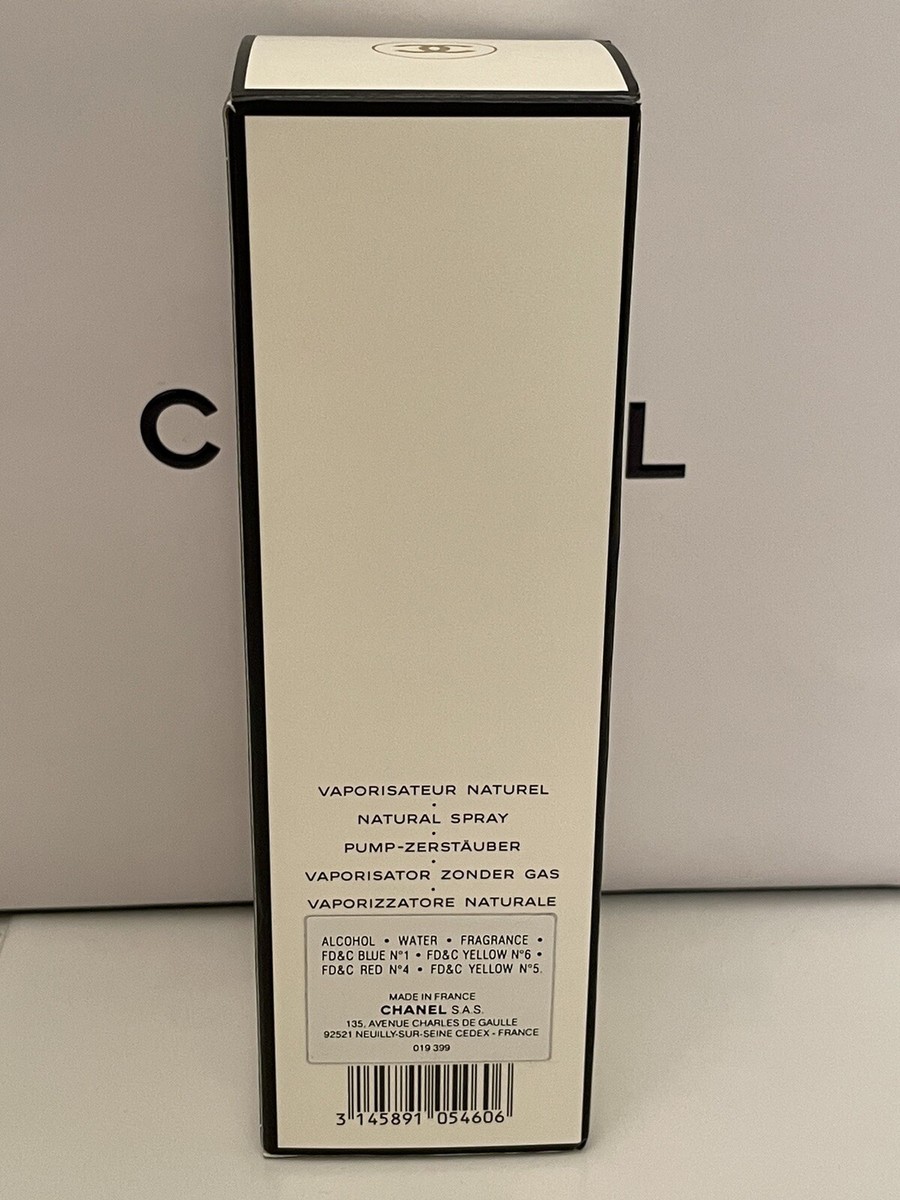 C
L
VAPORISATEUR NATUREL
•
NATURAL SPRAY
•
PUMP-ZERSTÄUBER
•
VAPORISATOR ZONDER GAS
•
VAPORIZZATORE NATURALE
ALCOHOL • WATER • FRAGRANCE •
FD&C BLUE N°1 • FD&C YELLOW N°6 •
FD&C RED N°4 • FD&C YELLOW N°5.
MADE IN FRANCE
CHANEL S.A.S.
135, AVENUE CHARLES DE GAULLE
92521 NEUILLY-SUR-SEINE CEDEX - FRANCE
019 399
3 145891 054606